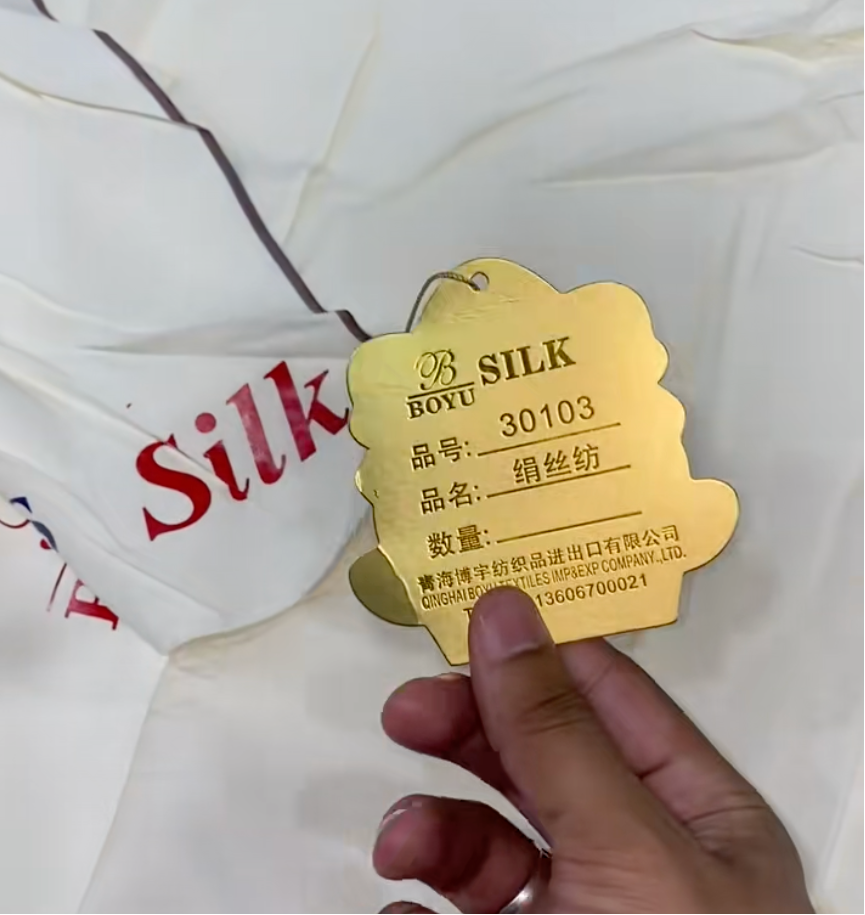 B SILK
BOYU
品号: 30103
品名: 绢丝纺
数量:
青海博宇纺织品进出口有限公司
QINGHAI BOYU TEXTILES IMP&EXP COMPANY.,LTD.
13606700021
Silk